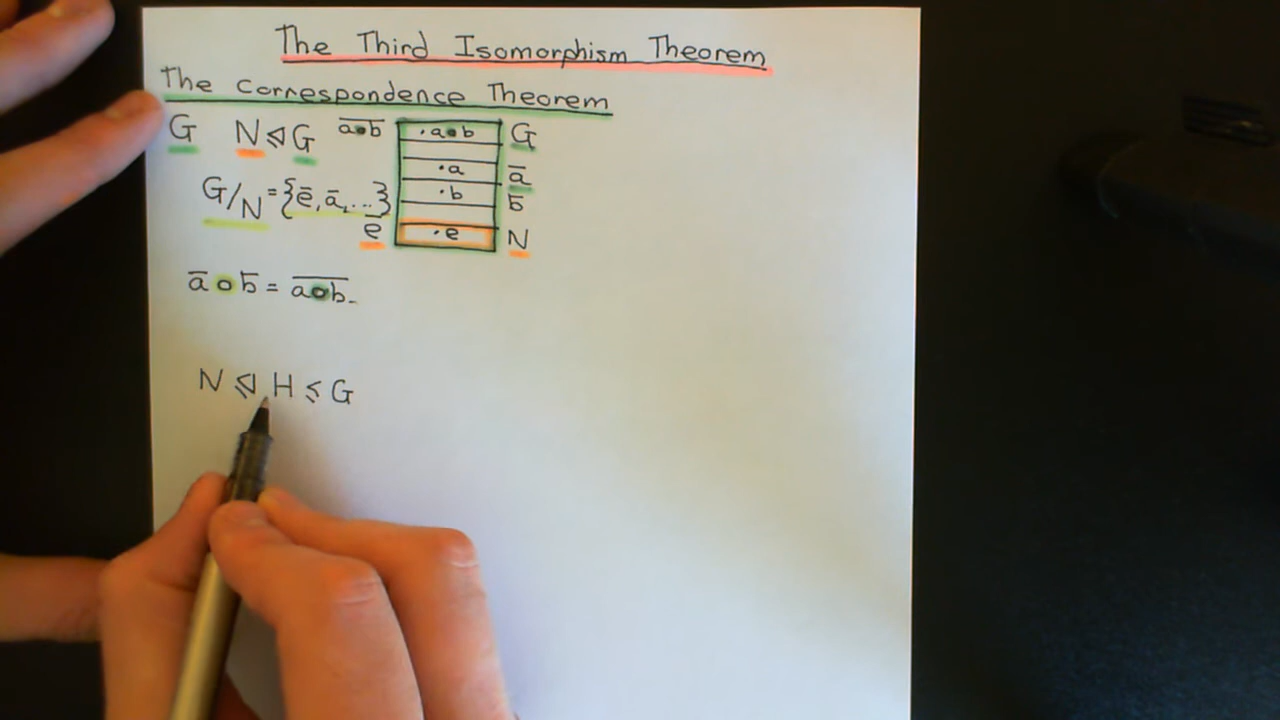 The Third Isomorphism Theorem
The Correspondence Theorem
G N ⊲ G
G/N = {e̅, a̅, ...}
a̅∘̅b̅
·a∘b G
·a a̅
·b b̅
e̅ ·e N
a̅ ∘ b̅ = a̅∘̅b̅.
N ⊴ H ≤ G